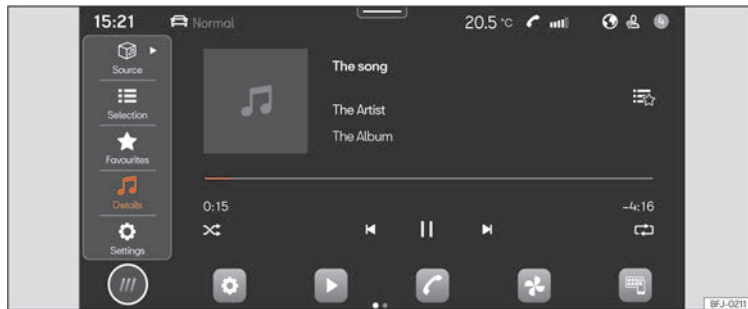 15:21 Normal 20.5 °C 4
Source
Selection
Favourites
Details
Settings
The song
The Artist
The Album
0:15 -4:16
BFJ-0211